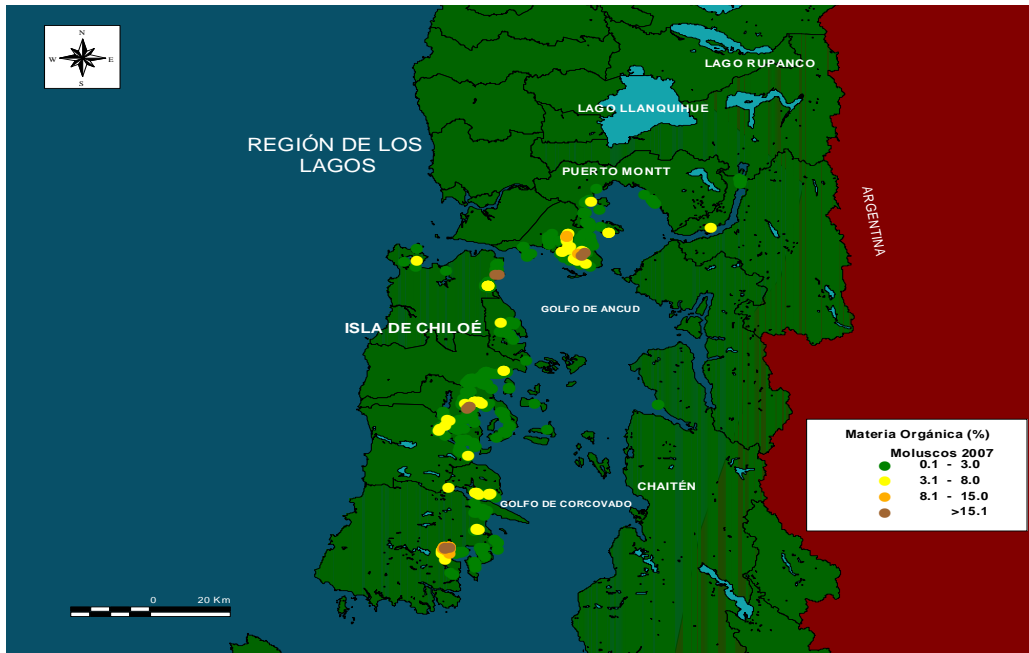 N
W E
S
LAGO RUPANCO
LAGO LLANQUIHUE
REGIÓN DE LOS
LAGOS
PUERTO MONTT
ARGENTINA
GOLFO DE ANCUD
ISLA DE CHILOÉ
CHAITÉN
GOLFO DE CORCOVADO
Materia Orgánica (%)
Moluscos 2007
0.1 - 3.0
3.1 - 8.0
8.1 - 15.0
>15.1
0 20 Km